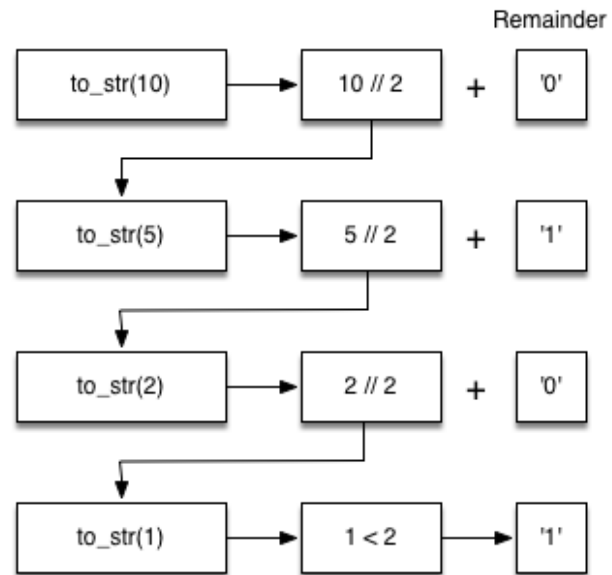 Remainder
to_str(10) 10 // 2 + '0'
to_str(5) 5 // 2 + '1'
to_str(2) 2 // 2 + '0'
to_str(1) 1 < 2 '1'